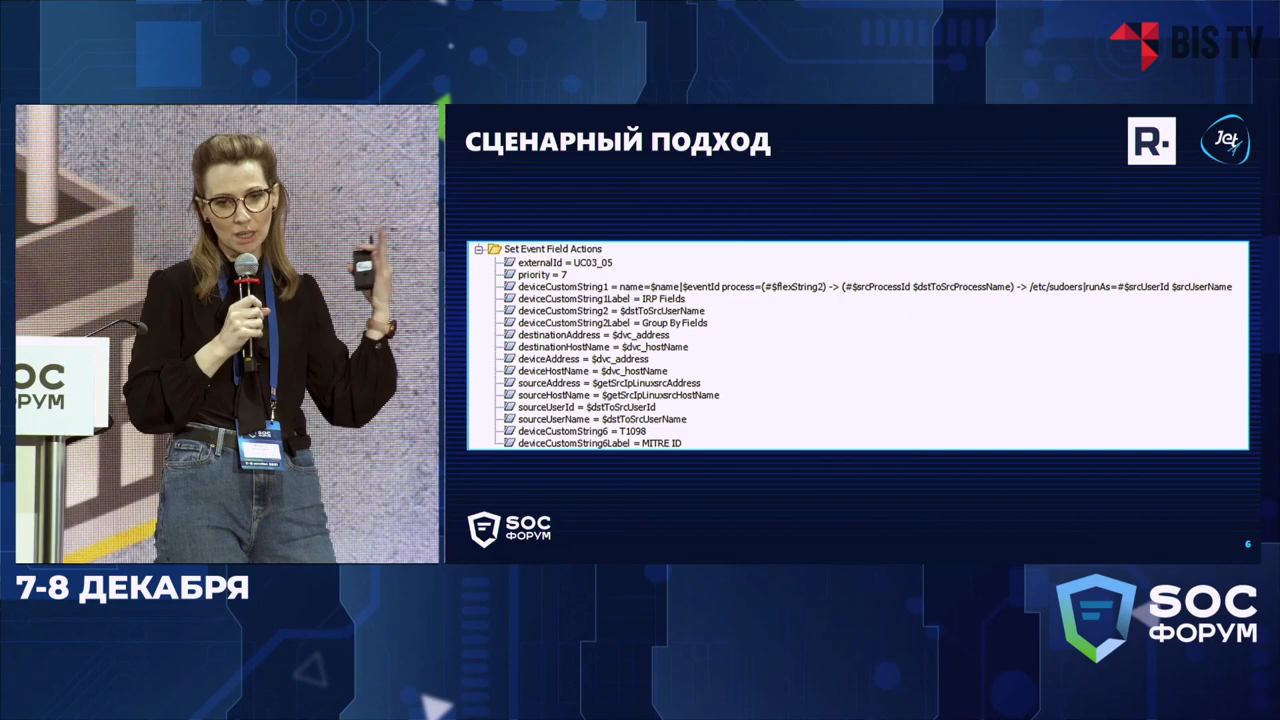 BIS TV
СЦЕНАРНЫЙ ПОДХОД
R.
Jet
Set Event Field Actions
externalId = UC03_05
priority = 7
deviceCustomString1 = name=$name|$eventId process=(#$flexString2) -> (#$srcProcessId $dstToSrcProcessName) -> /etc/sudoers|runAs=#$srcUserId $srcUserName
deviceCustomString1Label = IRP Fields
deviceCustomString2 = $dstToSrcUserName
deviceCustomString2Label = Group By Fields
destinationAddress = $dvc_address
destinationHostName = $dvc_hostName
deviceAddress = $dvc_address
deviceHostName = $dvc_hostName
sourceAddress = $getSrcIpLinuxsrcAddress
sourceHostName = $getSrcIpLinuxsrcHostName
sourceUserId = $dstToSrcUserId
sourceUserName = $dstToSrcUserName
deviceCustomString6 = T1098
deviceCustomString6Label = MITRE ID
OC
РУМ
SOC
SOC
ФОРУМ
6
7-8 ДЕКАБРЯ
SOC
ФОРУМ